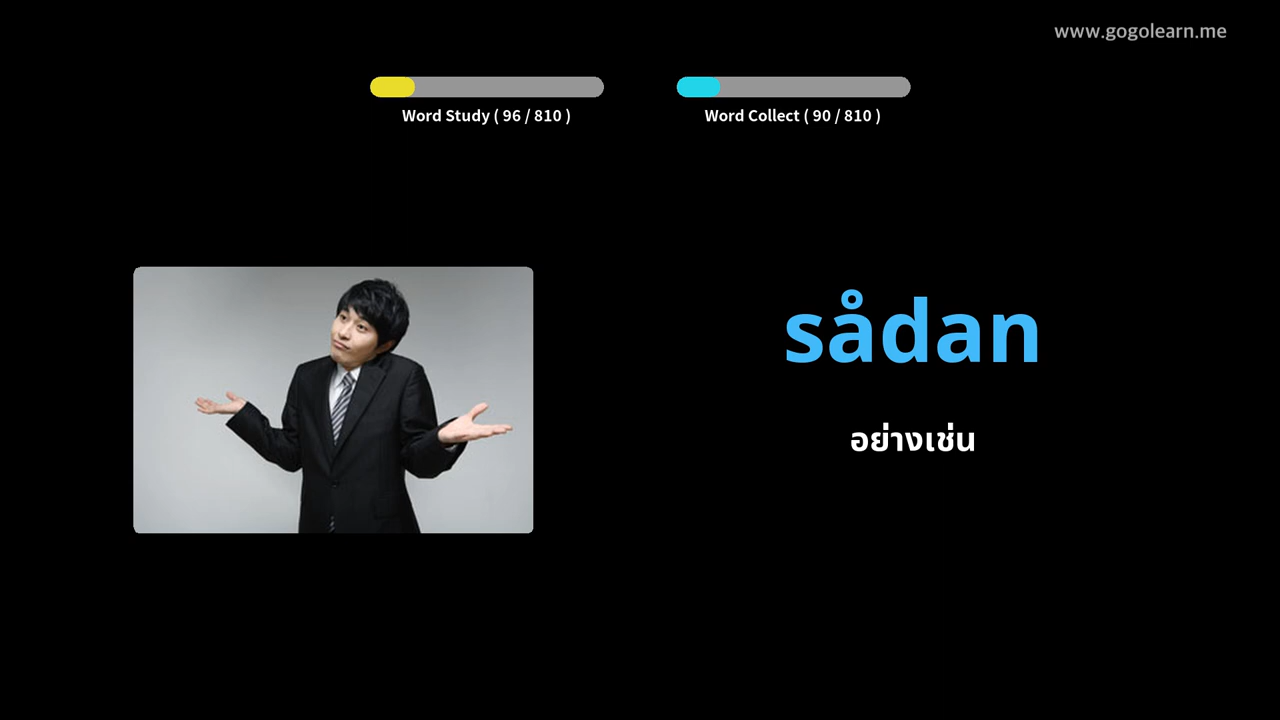 www.gogolearn.me
Word Study ( 96 / 810 )
Word Collect ( 90 / 810 )
sådan
อย่างเช่น